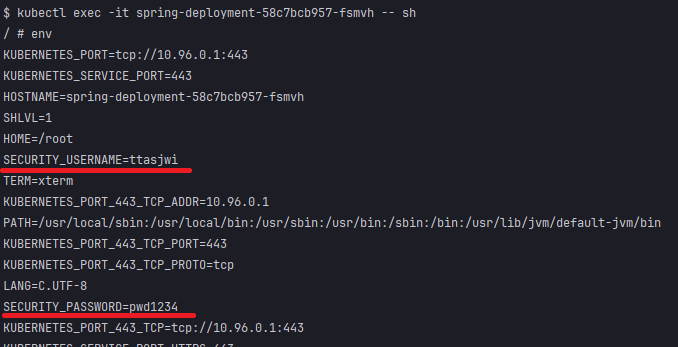 $ kubectl exec -it spring-deployment-58c7bcb957-fsmvh -- sh
/ # env
KUBERNETES_PORT=tcp://10.96.0.1:443
KUBERNETES_SERVICE_PORT=443
HOSTNAME=spring-deployment-58c7bcb957-fsmvh
SHLVL=1
HOME=/root
SECURITY_USERNAME=ttasjwi
TERM=xterm
KUBERNETES_PORT_443_TCP_ADDR=10.96.0.1
PATH=/usr/local/sbin:/usr/local/bin:/usr/sbin:/usr/bin:/sbin:/bin:/usr/lib/jvm/default-jvm/bin
KUBERNETES_PORT_443_TCP_PORT=443
KUBERNETES_PORT_443_TCP_PROTO=tcp
LANG=C.UTF-8
SECURITY_PASSWORD=pwd1234
KUBERNETES_PORT_443_TCP=tcp://10.96.0.1:443
KUBERNETES_SERVICE_PORT_HTTPS=443